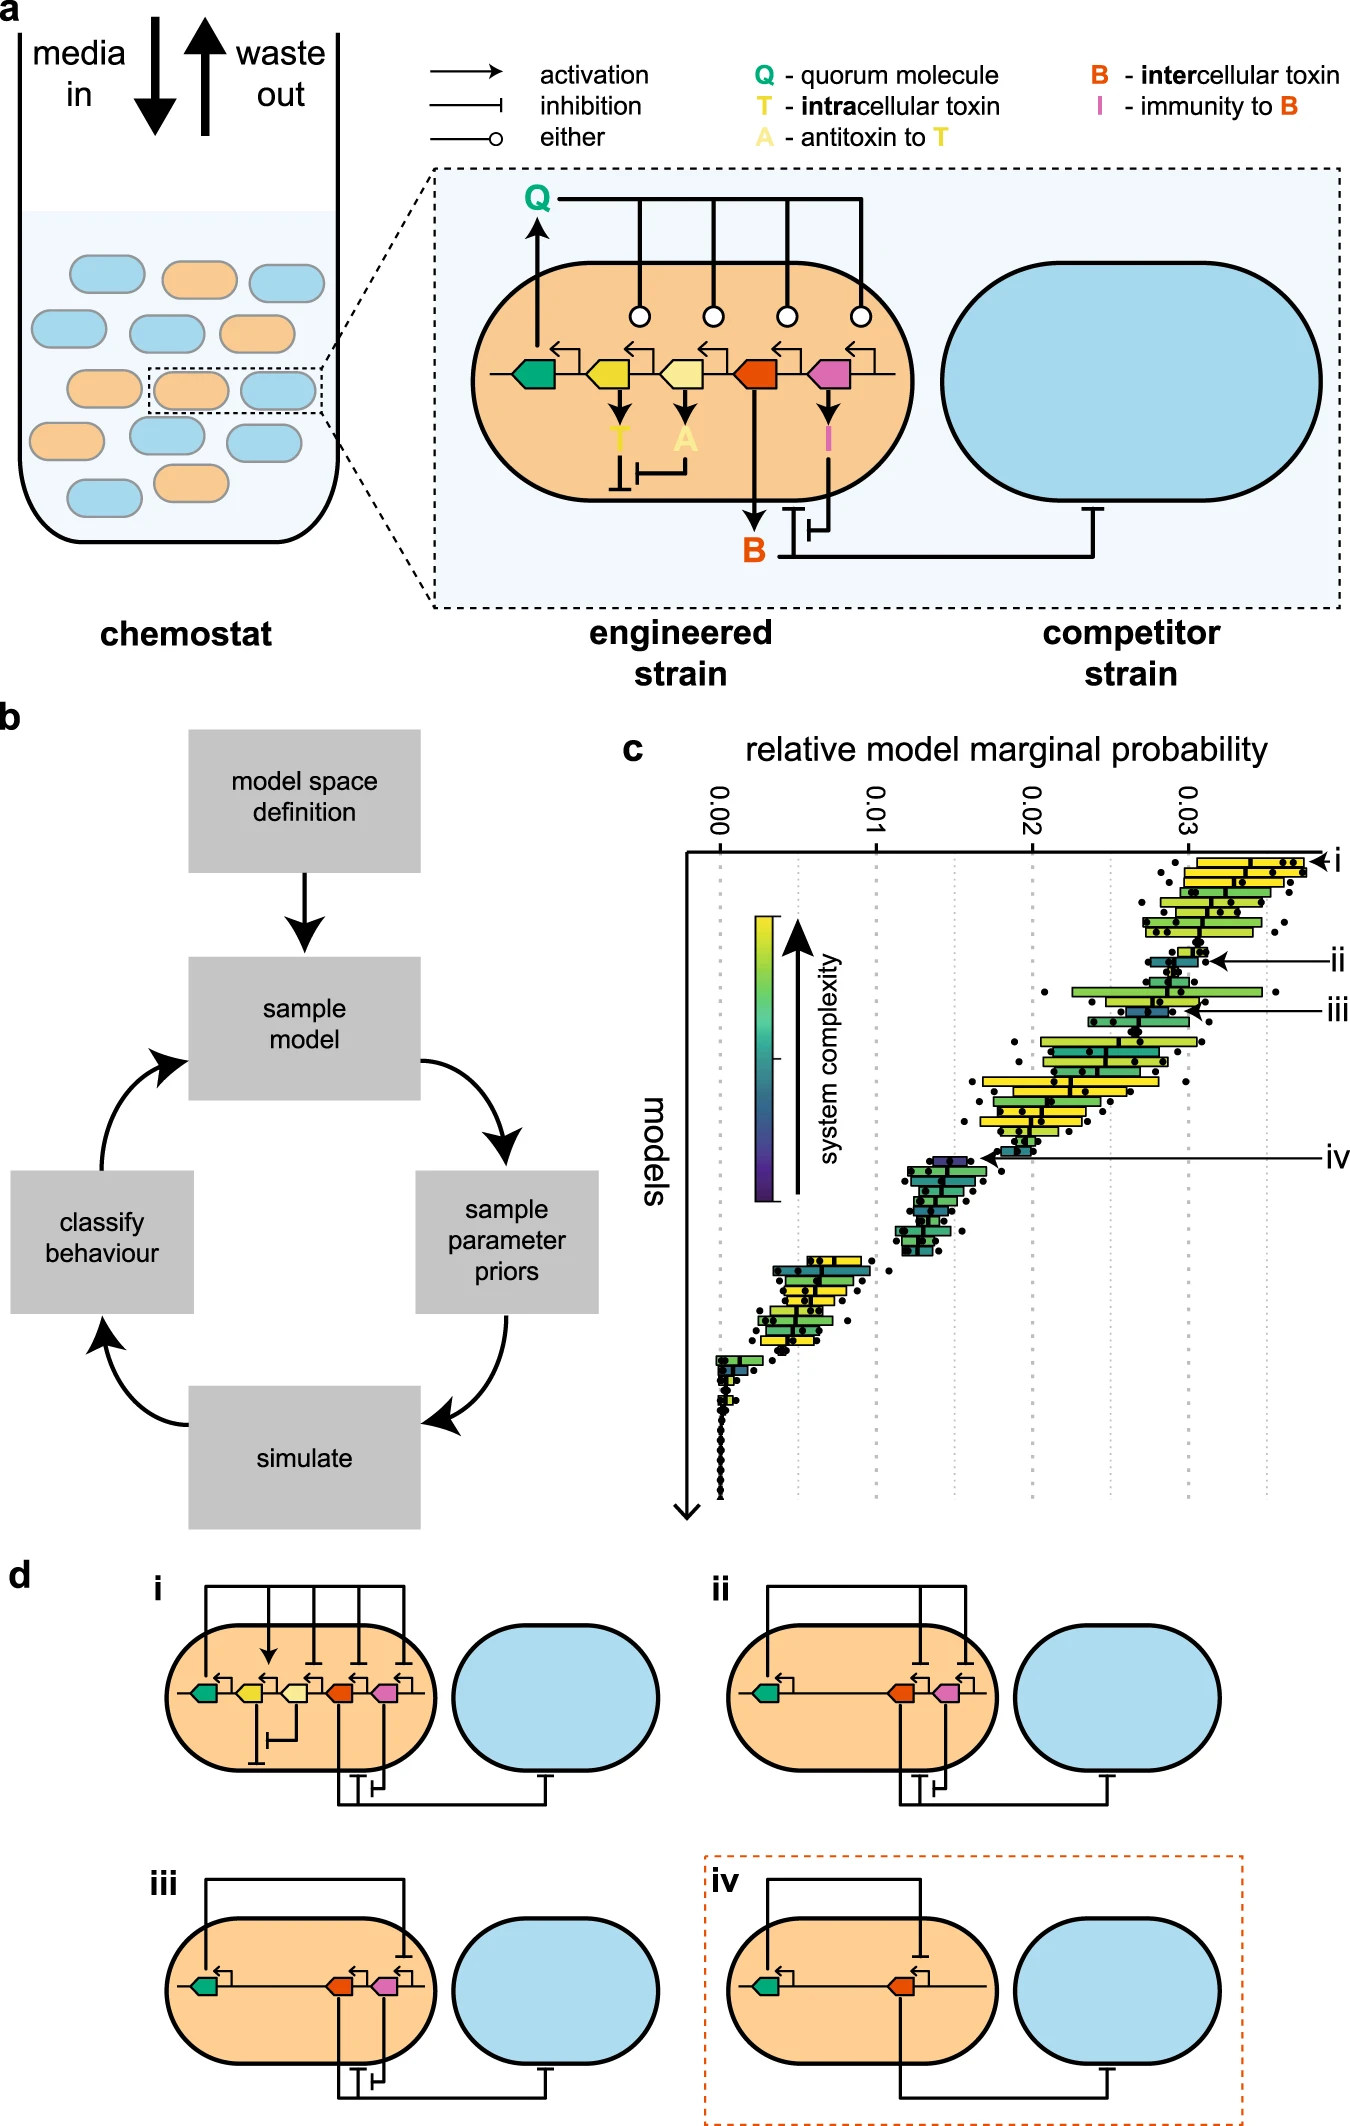 a
media
in
waste
out
activation
inhibition
either
Q - quorum molecule
T - intracellular toxin
A - antitoxin to T
B - intercellular toxin
I - immunity to B
Q
T
A
I
B
chemostat
engineered
strain
competitor
strain
b
model space
definition
sample
model
sample
parameter
priors
simulate
classify
behaviour
c
relative model marginal probability
0.00
0.01
0.02
0.03
i
ii
iii
iv
system complexity
models
d
i
ii
iii
iv